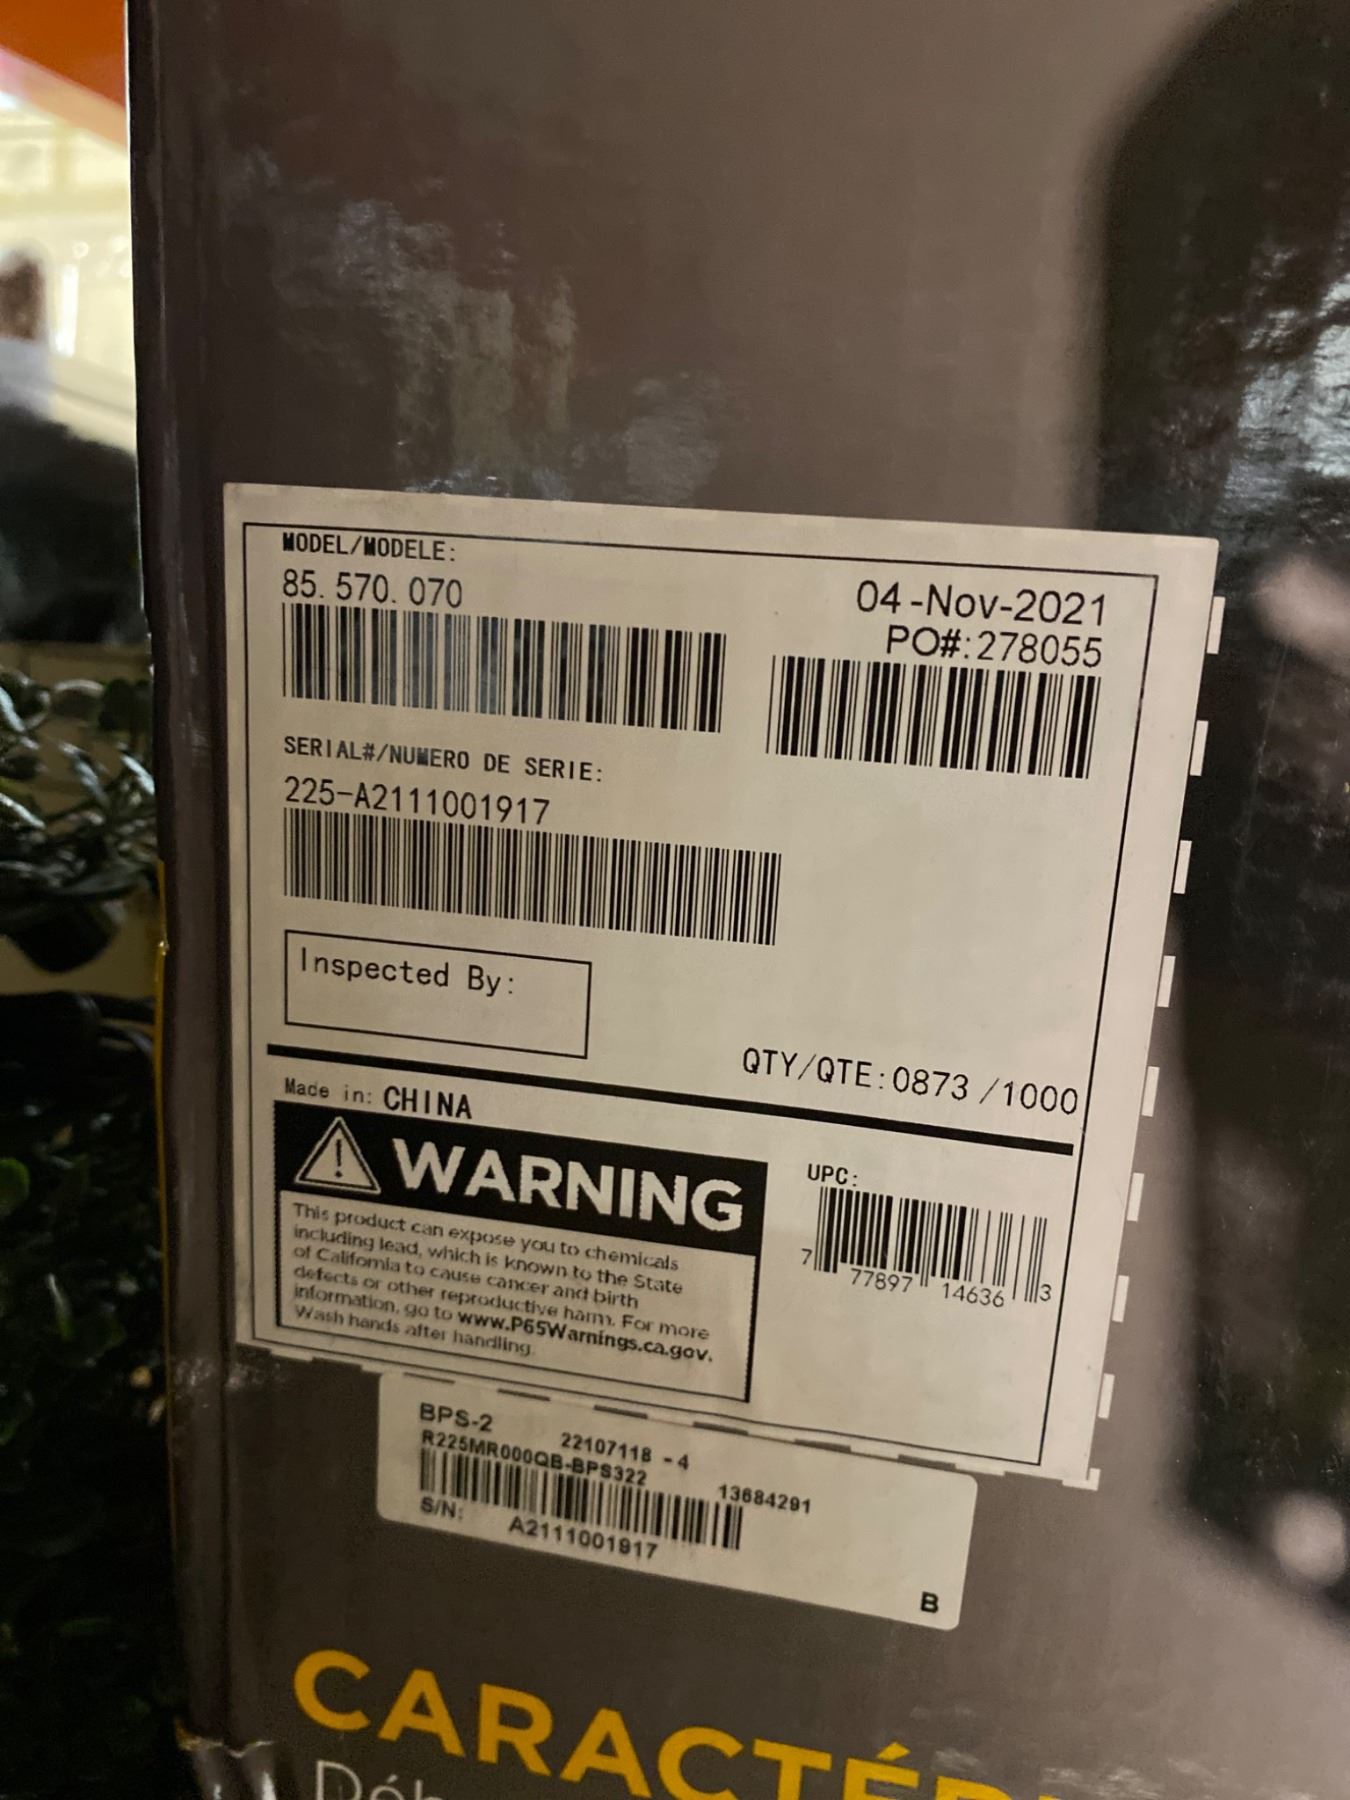 MODEL/MODELE:
85.570.070
04-Nov-2021
PO#:278055
SERIAL#/NUMERO DE SERIE:
225-A2111001917
Inspected By:
QTY/QTE:0873 /1000
Made in: CHINA
WARNING
This product can expose you to chemicals
including lead, which is known to the State
of California to cause cancer and birth
defects or other reproductive harm. For more
information, go to www.P65Warnings.ca.gov.
Wash hands after handling.
UPC:
7 77897 14636 3
BPS-2 22107118 -4
R225MR000QB-BPS322 13684291
S/N: A2111001917
B